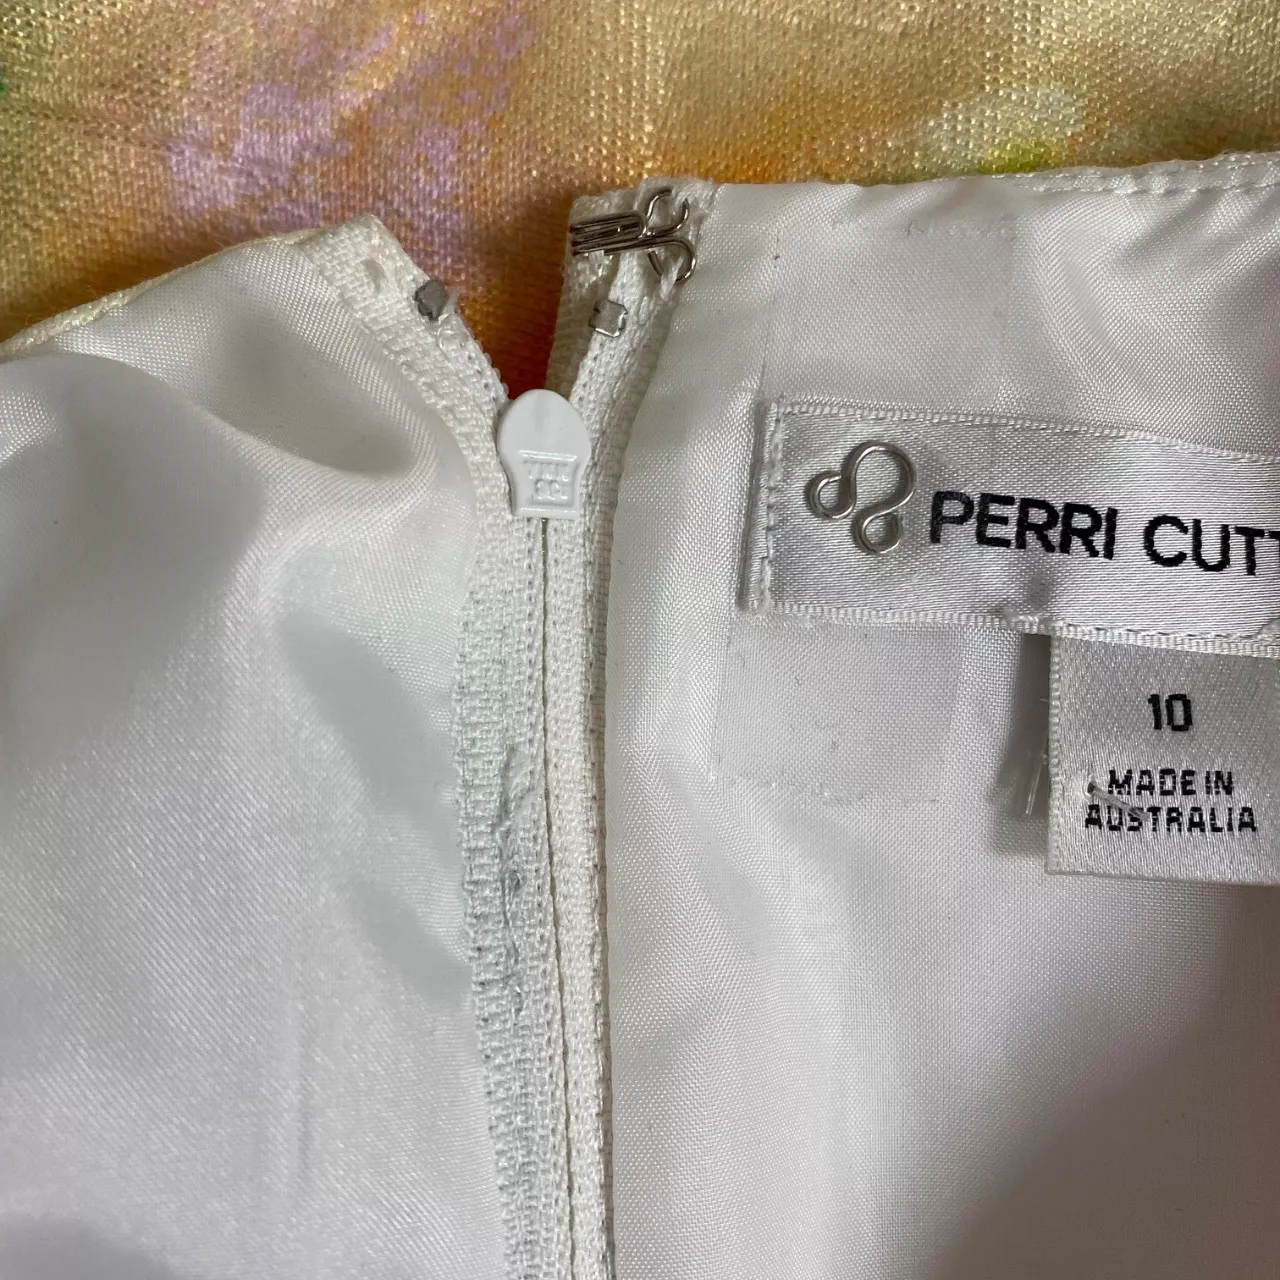 PERRI CUTT
10
MADE IN
AUSTRALIA